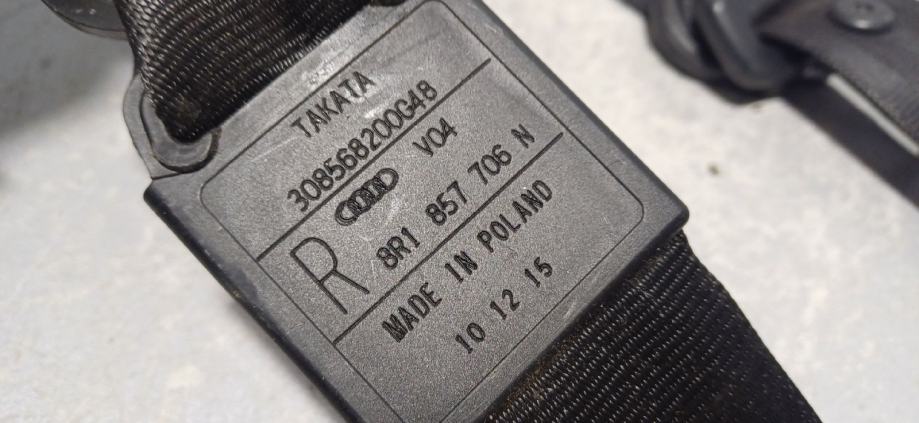 TAKATA
308568200G48
V04
R
8R1 857 706 N
MADE IN POLAND
10 12 15